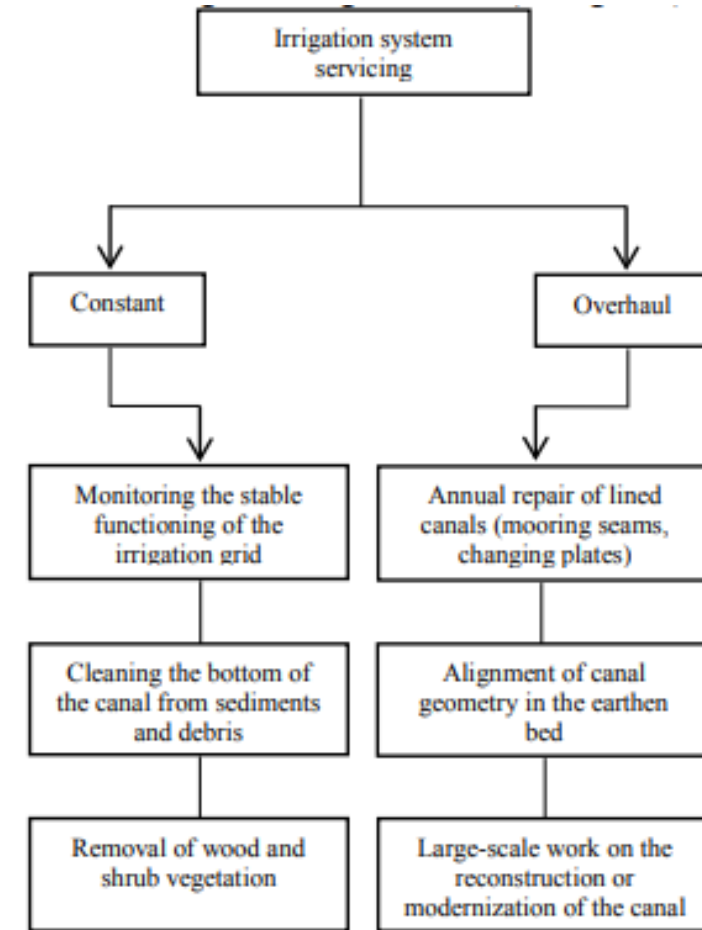 Irrigation system
servicing
Constant
Overhaul
Monitoring the stable
functioning of the
irrigation grid
Annual repair of lined
canals (mooring seams,
changing plates)
Cleaning the bottom of
the canal from sediments
and debris
Alignment of canal
geometry in the earthen
bed
Removal of wood and
shrub vegetation
Large-scale work on the
reconstruction or
modernization of the canal